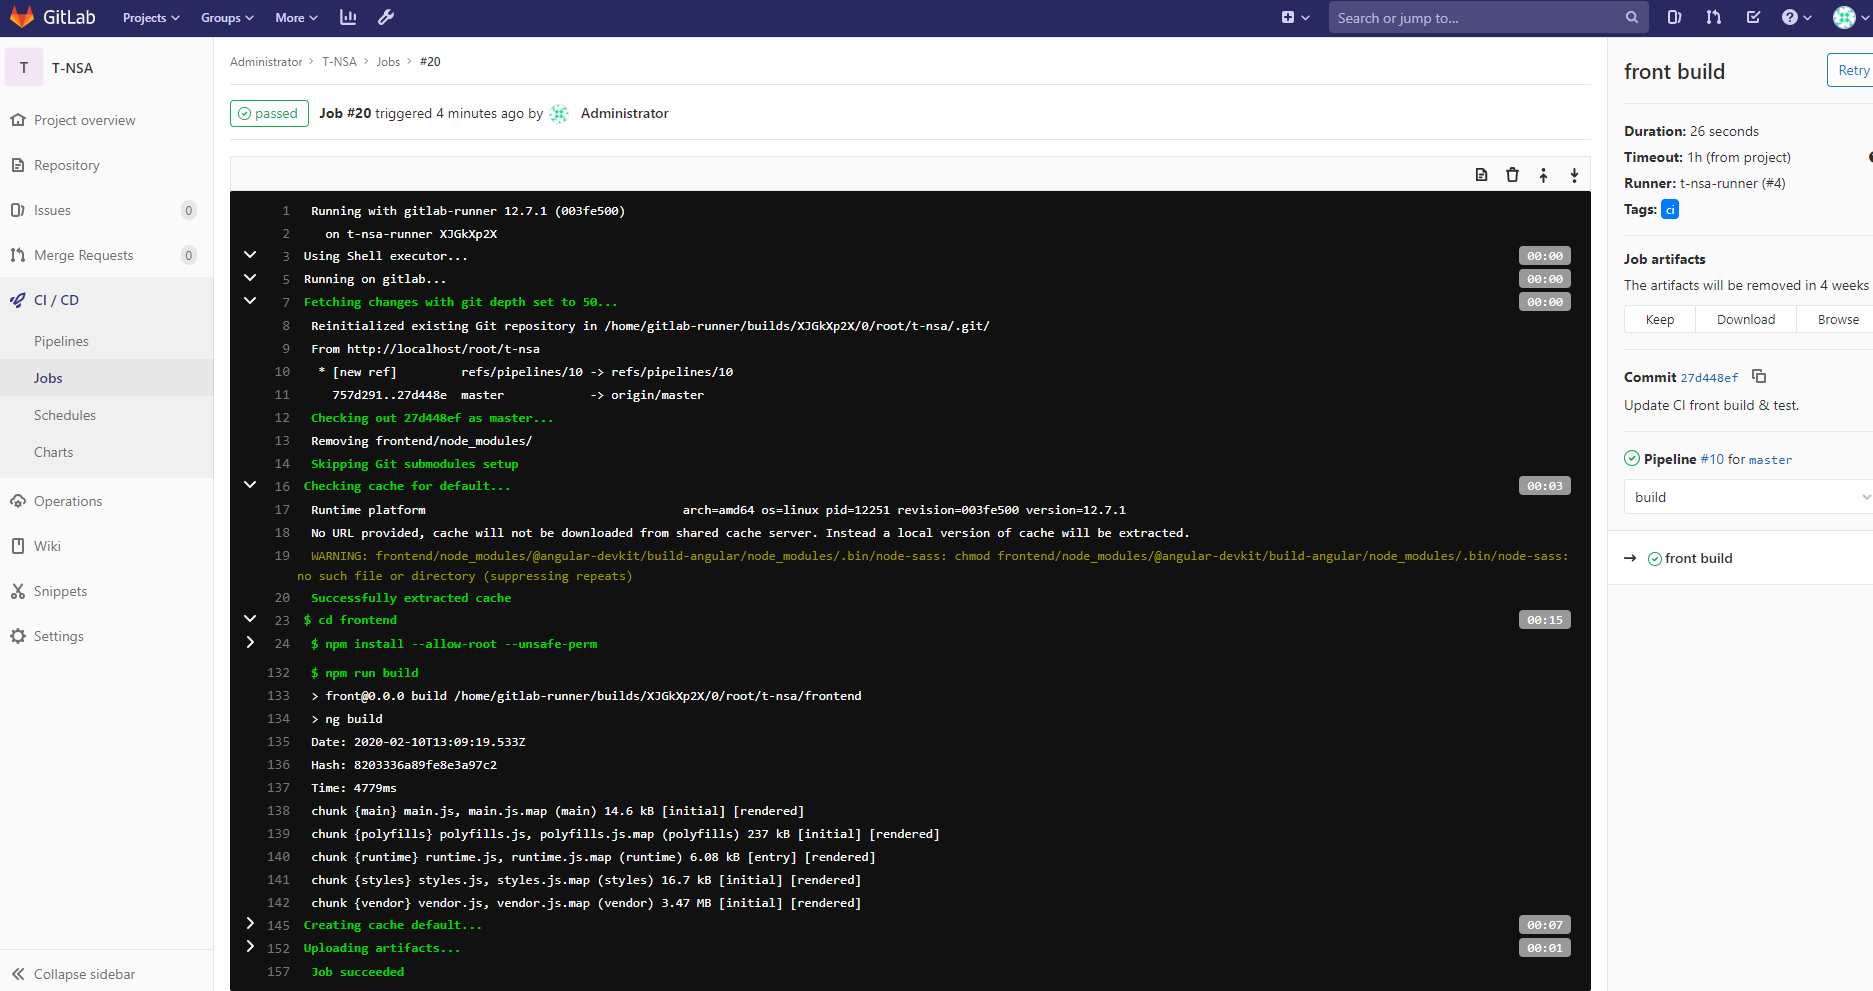 GitLab Projects Groups More Search or jump to...
T T-NSA
Project overview
Repository
Issues 0
Merge Requests 0
CI / CD
Pipelines
Jobs
Schedules
Charts
Operations
Wiki
Snippets
Settings
Collapse sidebar
Administrator > T-NSA > Jobs > #20
passed Job #20 triggered 4 minutes ago by Administrator
1 Running with gitlab-runner 12.7.1 (003fe500)
2 on t-nsa-runner XJGkXp2X
3 Using Shell executor... 00:00
5 Running on gitlab... 00:00
7 Fetching changes with git depth set to 50... 00:00
8 Reinitialized existing Git repository in /home/gitlab-runner/builds/XJGkXp2X/0/root/t-nsa/.git/
9 From http://localhost/root/t-nsa
10 * [new ref] refs/pipelines/10 -> refs/pipelines/10
11 757d291..27d448e master -> origin/master
12 Checking out 27d448ef as master...
13 Removing frontend/node_modules/
14 Skipping Git submodules setup
16 Checking cache for default... 00:03
17 Runtime platform arch=amd64 os=linux pid=12251 revision=003fe500 version=12.7.1
18 No URL provided, cache will not be downloaded from shared cache server. Instead a local version of cache will be extracted.
19 WARNING: frontend/node_modules/@angular-devkit/build-angular/node_modules/.bin/node-sass: chmod frontend/node_modules/@angular-devkit/build-angular/node_modules/.bin/node-sass:
no such file or directory (suppressing repeats)
20 Successfully extracted cache
23 $ cd frontend 00:15
24 $ npm install --allow-root --unsafe-perm
132 $ npm run build
133 > front@0.0.0 build /home/gitlab-runner/builds/XJGkXp2X/0/root/t-nsa/frontend
134 > ng build
135 Date: 2020-02-10T13:09:19.533Z
136 Hash: 8203336a89fe8e3a97c2
137 Time: 4779ms
138 chunk {main} main.js, main.js.map (main) 14.6 kB [initial] [rendered]
139 chunk {polyfills} polyfills.js, polyfills.js.map (polyfills) 237 kB [initial] [rendered]
140 chunk {runtime} runtime.js, runtime.js.map (runtime) 6.08 kB [entry] [rendered]
141 chunk {styles} styles.js, styles.js.map (styles) 16.7 kB [initial] [rendered]
142 chunk {vendor} vendor.js, vendor.js.map (vendor) 3.47 MB [initial] [rendered]
145 Creating cache default... 00:07
152 Uploading artifacts... 00:01
157 Job succeeded
front build Retry
Duration: 26 seconds
Timeout: 1h (from project)
Runner: t-nsa-runner (#4)
Tags: ci
Job artifacts
The artifacts will be removed in 4 weeks
Keep Download Browse
Commit 27d448ef
Update CI front build & test.
Pipeline #10 for master
build
→ front build